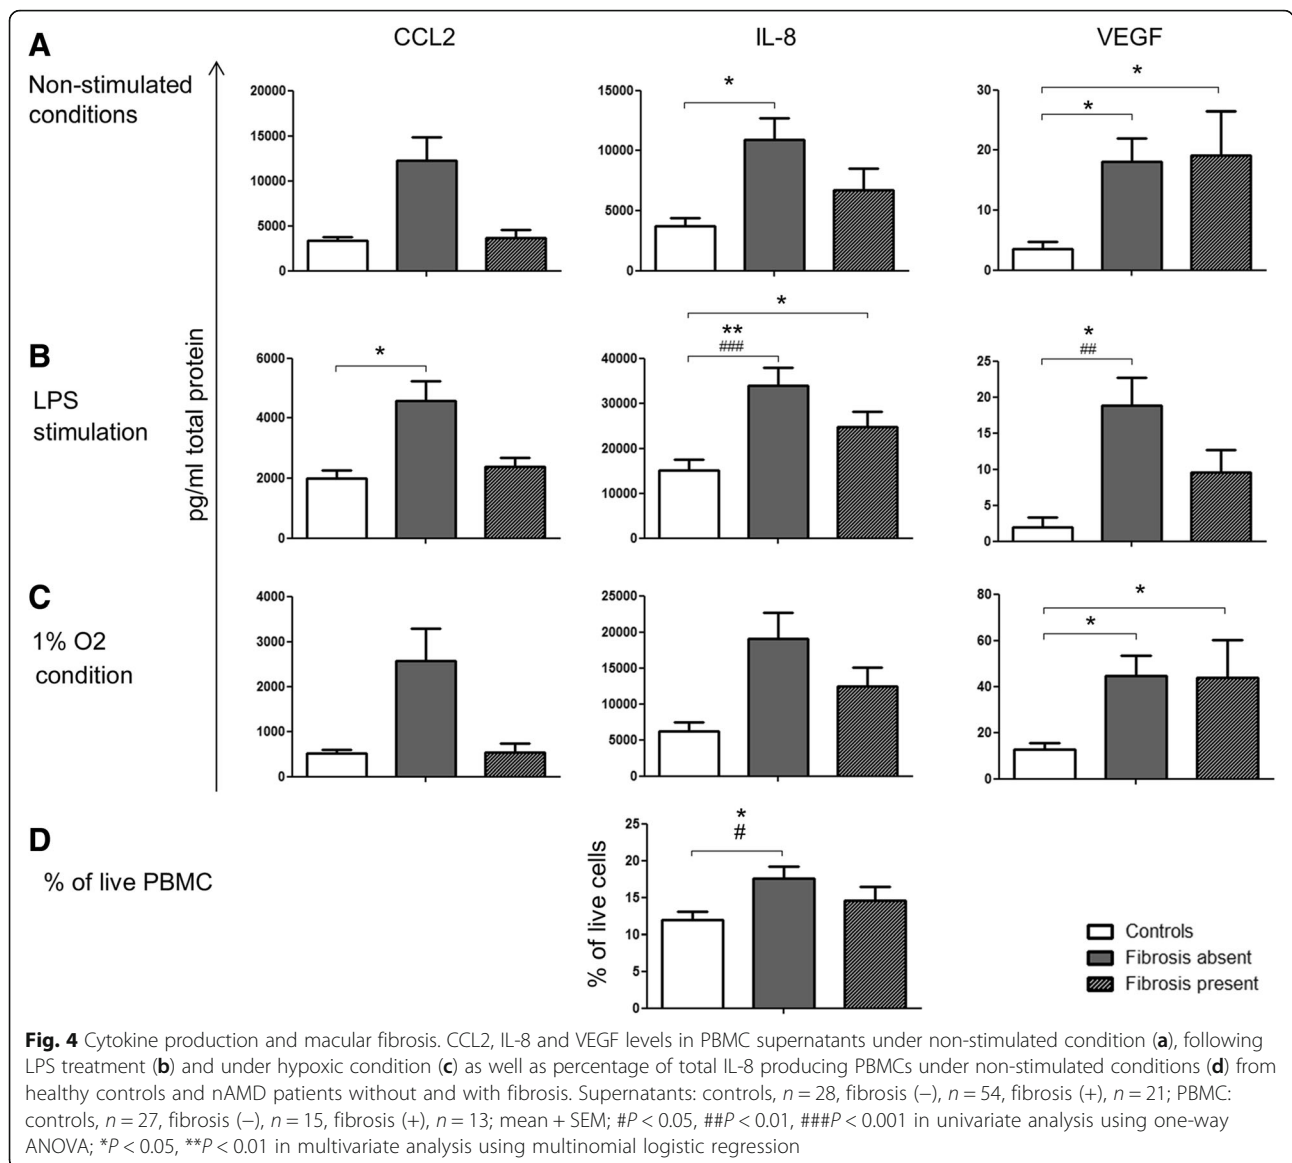 A
CCL2
IL-8
VEGF
Non-stimulated
conditions
20000
15000
10000
5000
0
*
15000
10000
5000
0
*
*
30
20
10
0
pg/ml total protein
B
LPS
stimulation
*
6000
4000
2000
0
*
**
###
40000
30000
20000
10000
0
*
##
25
20
15
10
5
0
C
1% O2
condition
4000
3000
2000
1000
0
25000
20000
15000
10000
5000
0
*
*
80
60
40
20
0
D
% of live PBMC
% of live cells
*
#
25
20
15
10
5
0
Controls
Fibrosis absent
Fibrosis present
Fig. 4 Cytokine production and macular fibrosis. CCL2, IL-8 and VEGF levels in PBMC supernatants under non-stimulated condition (a), following
LPS treatment (b) and under hypoxic condition (c) as well as percentage of total IL-8 producing PBMCs under non-stimulated conditions (d) from
healthy controls and nAMD patients without and with fibrosis. Supernatants: controls, n = 28, fibrosis (−), n = 54, fibrosis (+), n = 21; PBMC:
controls, n = 27, fibrosis (−), n = 15, fibrosis (+), n = 13; mean + SEM; #P < 0.05, ##P < 0.01, ###P < 0.001 in univariate analysis using one-way
ANOVA; *P < 0.05, **P < 0.01 in multivariate analysis using multinomial logistic regression